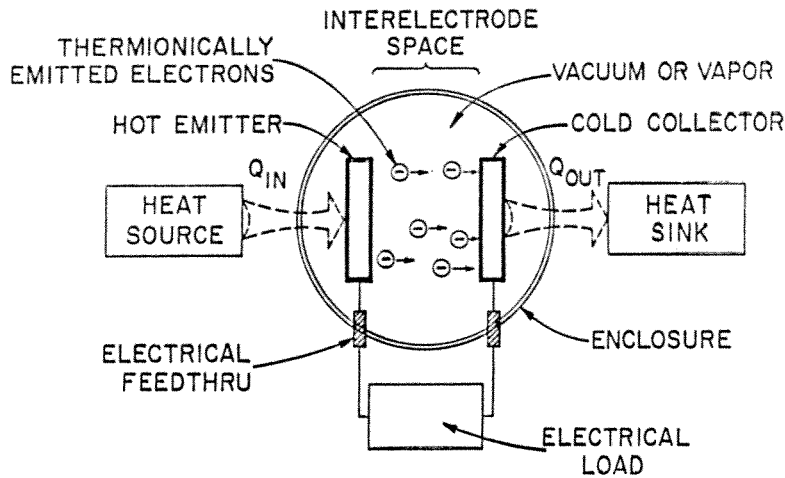 INTERELECTRODE
SPACE
THERMIONICALLY
EMITTED ELECTRONS
VACUUM OR VAPOR
HOT EMITTER
COLD COLLECTOR
QIN
QOUT
HEAT
SOURCE
HEAT
SINK
ENCLOSURE
ELECTRICAL
FEEDTHRU
ELECTRICAL
LOAD